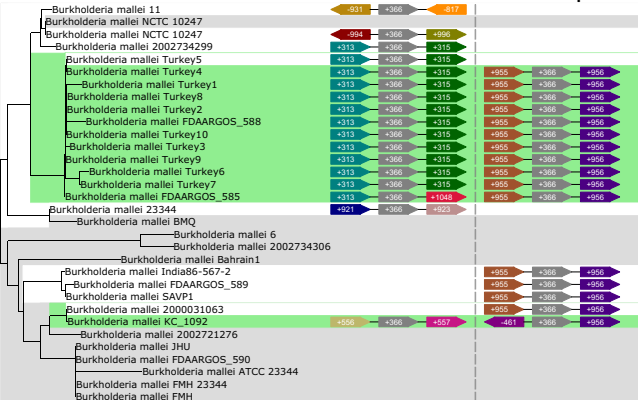 Burkholderia mallei 11 -931 +366 -817
Burkholderia mallei NCTC 10247
Burkholderia mallei NCTC 10247 -994 +366 +996
Burkholderia mallei 2002734299 +313 +366 +315
Burkholderia mallei Turkey5
Burkholderia mallei Turkey4 +313 +366 +315 +955 +366 +956
Burkholderia mallei Turkey1 +313 +366 +315 +955 +366 +956
Burkholderia mallei Turkey8 +313 +366 +315 +955 +366 +956
Burkholderia mallei Turkey2 +313 +366 +315 +955 +366 +956
Burkholderia mallei FDAARGOS_588 +313 +366 +315 +955 +366 +956
Burkholderia mallei Turkey10 +313 +366 +315 +955 +366 +956
Burkholderia mallei Turkey3 +313 +366 +315 +955 +366 +956
Burkholderia mallei Turkey9 +313 +366 +315 +955 +366 +956
Burkholderia mallei Turkey6 +313 +366 +315 +955 +366 +956
Burkholderia mallei Turkey7 +313 +366 +315 +955 +366 +956
Burkholderia mallei FDAARGOS_585 +313 +366 +1048 +955 +366 +956
Burkholderia mallei 23344 +921 +366 +923
Burkholderia mallei BMQ
Burkholderia mallei 6
Burkholderia mallei 2002734306
Burkholderia mallei Bahrain1
Burkholderia mallei India86-567-2 +955 +366 +956
Burkholderia mallei FDAARGOS_589 +955 +366 +956
Burkholderia mallei SAVP1 +955 +366 +956
Burkholderia mallei 2000031063 +955 +366 +956
Burkholderia mallei KC_1092 +556 +366 +557 -461 +366 +956
Burkholderia mallei 2002721276
Burkholderia mallei JHU
Burkholderia mallei FDAARGOS_590
Burkholderia mallei ATCC 23344
Burkholderia mallei FMH 23344
Burkholderia mallei FMH